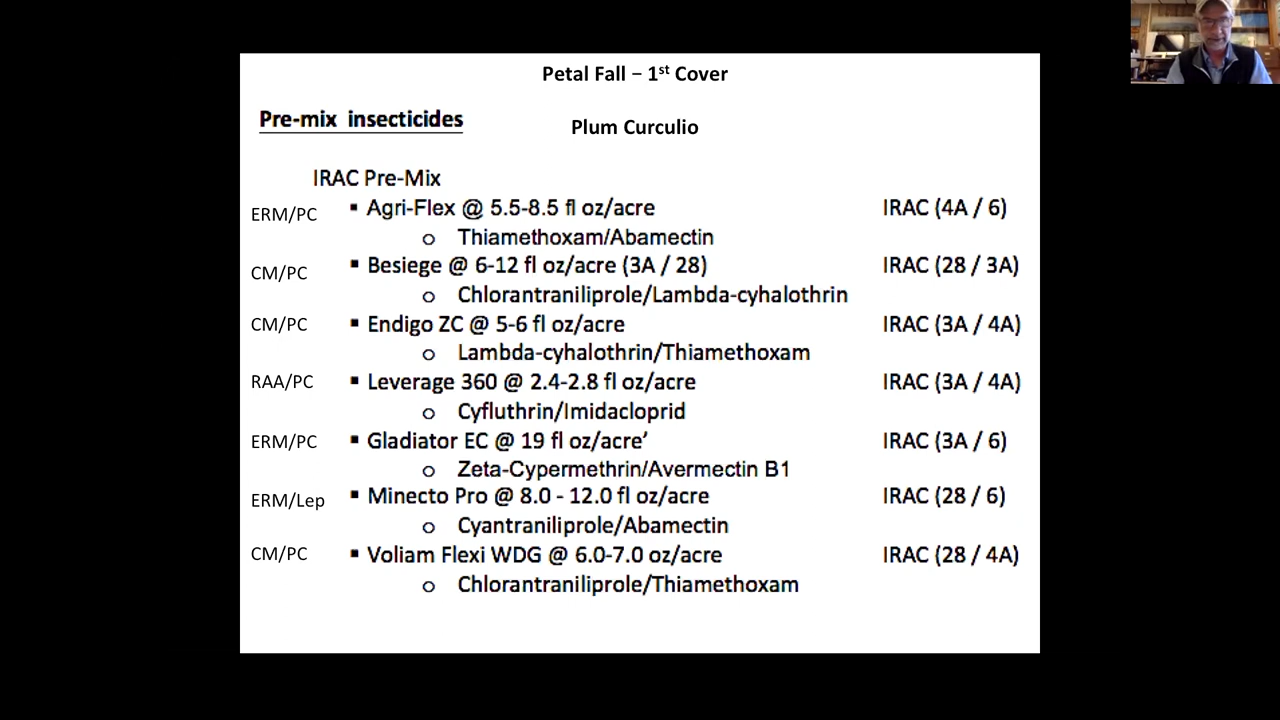 Petal Fall – 1st Cover
Pre-mix insecticides
Plum Curculio
IRAC Pre-Mix
ERM/PC ▪ Agri-Flex @ 5.5-8.5 fl oz/acre IRAC (4A / 6)
o Thiamethoxam/Abamectin
CM/PC ▪ Besiege @ 6-12 fl oz/acre (3A / 28) IRAC (28 / 3A)
o Chlorantraniliprole/Lambda-cyhalothrin
CM/PC ▪ Endigo ZC @ 5-6 fl oz/acre IRAC (3A / 4A)
o Lambda-cyhalothrin/Thiamethoxam
RAA/PC ▪ Leverage 360 @ 2.4-2.8 fl oz/acre IRAC (3A / 4A)
o Cyfluthrin/Imidacloprid
ERM/PC ▪ Gladiator EC @ 19 fl oz/acre’ IRAC (3A / 6)
o Zeta-Cypermethrin/Avermectin B1
ERM/Lep ▪ Minecto Pro @ 8.0 - 12.0 fl oz/acre IRAC (28 / 6)
o Cyantraniliprole/Abamectin
CM/PC ▪ Voliam Flexi WDG @ 6.0-7.0 oz/acre IRAC (28 / 4A)
o Chlorantraniliprole/Thiamethoxam